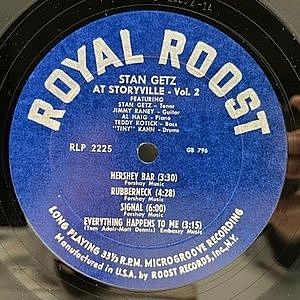 ROYAL ROOST
STAN GETZ
AT STORYVILLE - Vol. 2
FEATURING
STAN GETZ - Tenor
JIMMY RANEY - Guitar
AL HAIG - Piano
TEDDY KOTICK - Bass
"TINY" KAHN - Drums
RLP 2225
GB 796
HERSHEY BAR (3:30)
Forshay Music
RUBBERNECK (4:28)
Forshay Music
SIGNAL (6:00)
Forshay Music
EVERYTHING HAPPENS TO ME (3:15)
(Tom Adair-Matt Dennis) Embassy Music
LONG PLAYING 33⅓ R.P.M. MICROGROOVE RECORDING
Manufactured in U.S.A. by ROOST RECORDS, INC., N.Y.